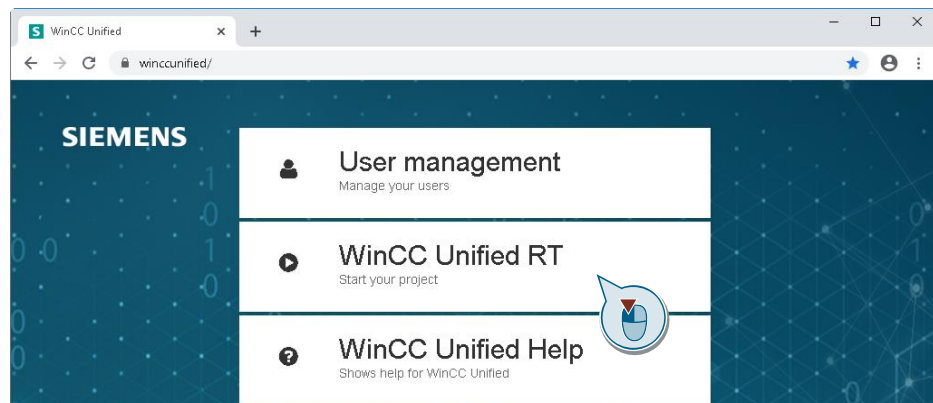 WinCC Unified
winccunified/
SIEMENS
User management
Manage your users
WinCC Unified RT
Start your project
WinCC Unified Help
Shows help for WinCC Unified